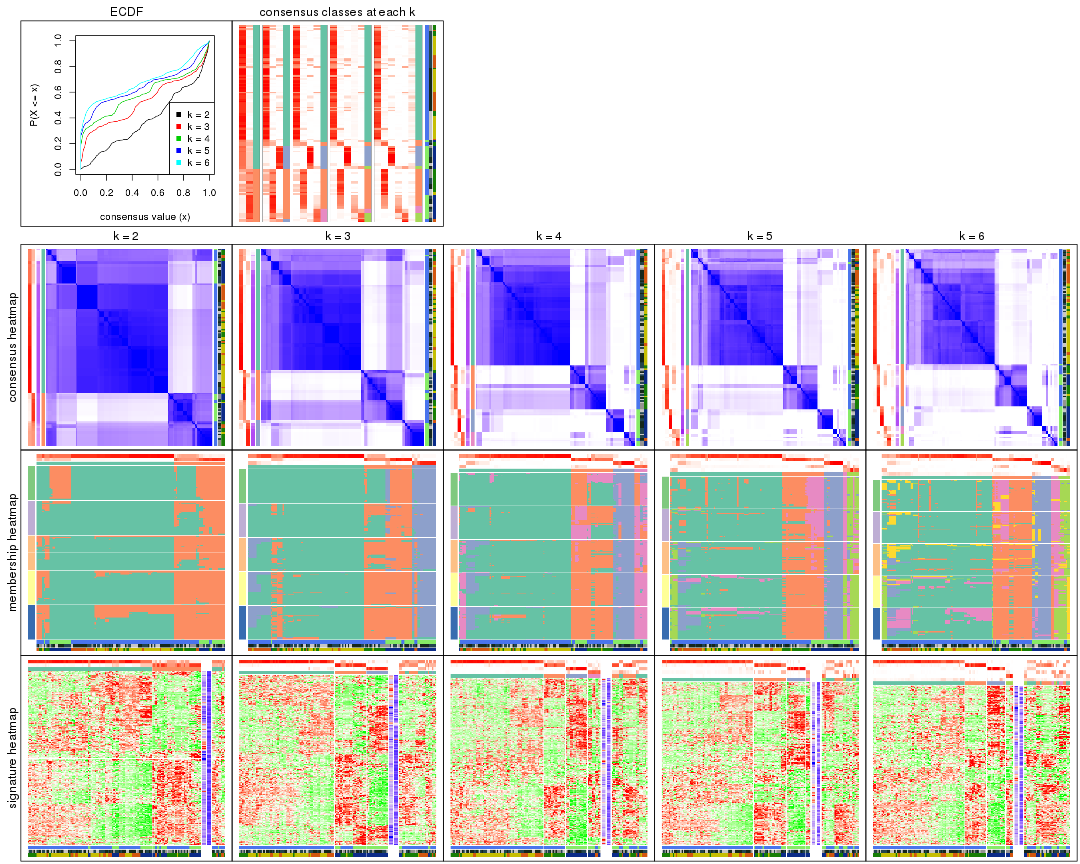 ECDF
consensus classes at each k
P(X <= x)
0.0 0.2 0.4 0.6 0.8 1.0
k = 2
k = 3
k = 4
k = 5
k = 6
0.0 0.2 0.4 0.6 0.8 1.0
consensus value (x)
k = 2 k = 3 k = 4 k = 5 k = 6
consensus heatmap
membership heatmap
signature heatmap